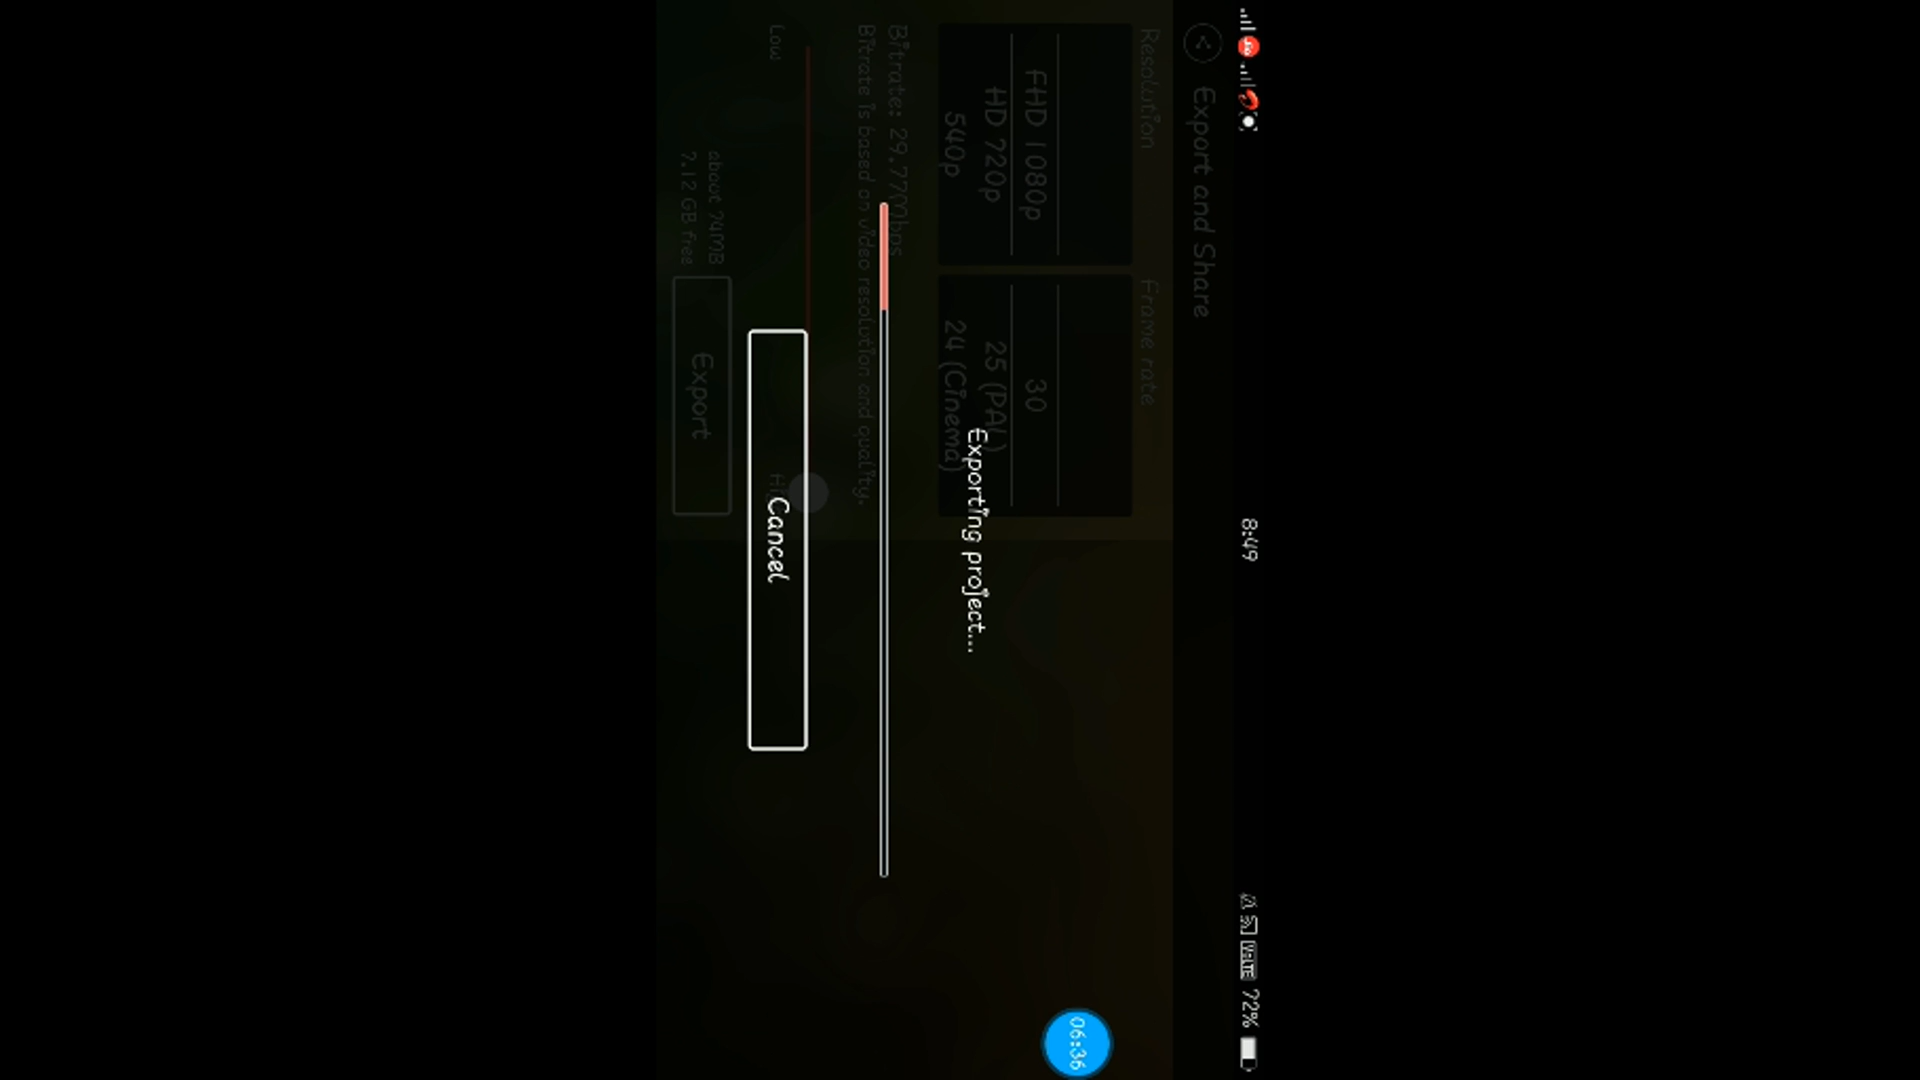 8:49
VoLTE
72%
Export and Share
Resolution
Frame rate
FHD 1080p
HD 720p
540p
30
25 (PAL)
24 (Cinema)
Exporting project...
Bitrate: 29.77Mbps
Bitrate is based on video resolution and quality.
Low
Cancel
about 74MB
7.12 GB free
Export
06:36